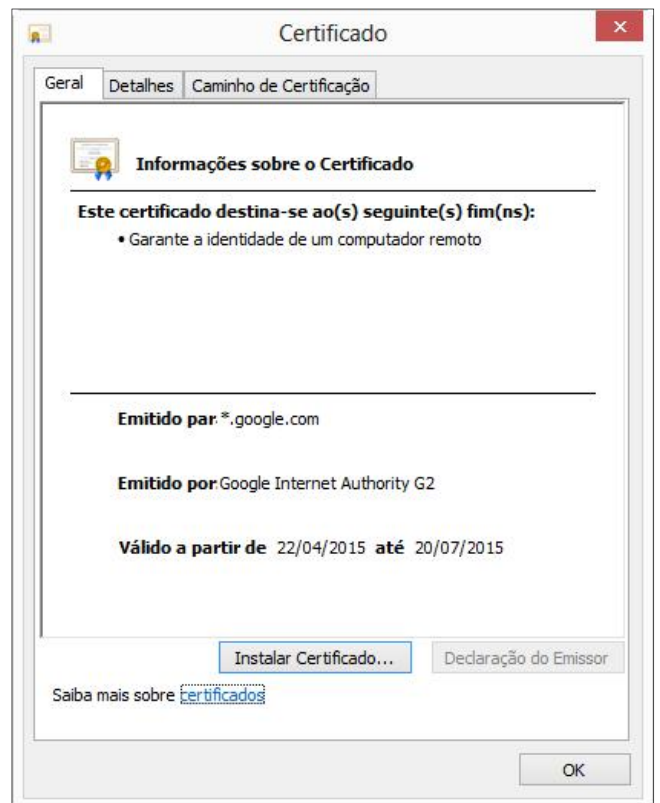 Certificado
Geral Detalhes Caminho de Certificação
Informações sobre o Certificado
Este certificado destina-se ao(s) seguinte(s) fim(ns):
• Garante a identidade de um computador remoto
Emitido par *.google.com
Emitido por Google Internet Authority G2
Válido a partir de 22/04/2015 até 20/07/2015
Instalar Certificado... Declaração do Emissor
Saiba mais sobre certificados
OK